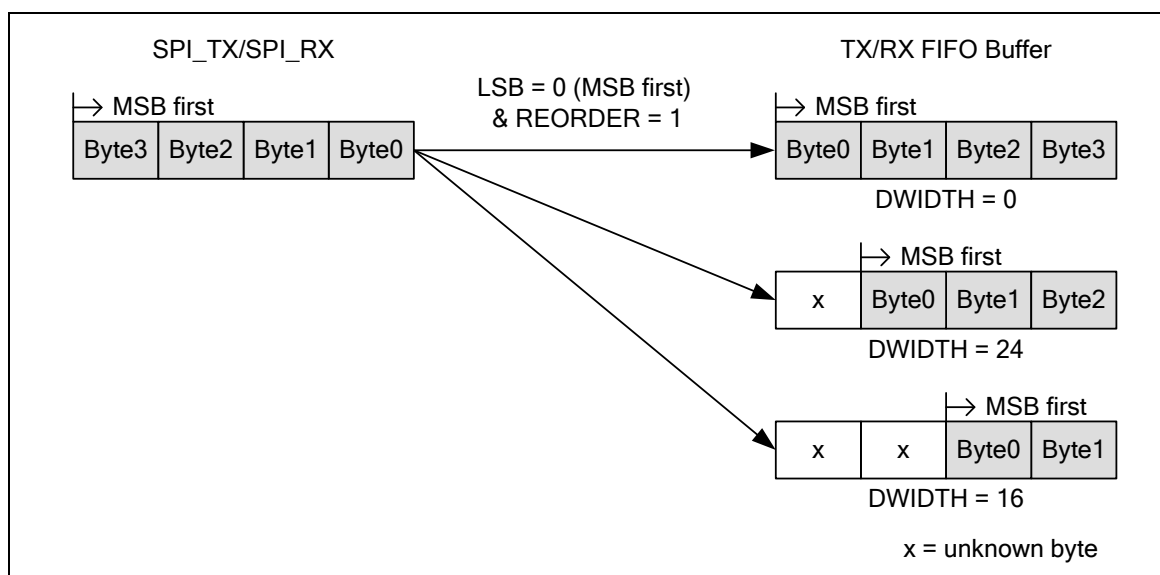 SPI_TX/SPI_RX
TX/RX FIFO Buffer
LSB = 0 (MSB first)
& REORDER = 1
MSB first
Byte3 Byte2 Byte1 Byte0
MSB first
Byte0 Byte1 Byte2 Byte3
DWIDTH = 0
MSB first
x Byte0 Byte1 Byte2
DWIDTH = 24
MSB first
x x Byte0 Byte1
DWIDTH = 16
x = unknown byte